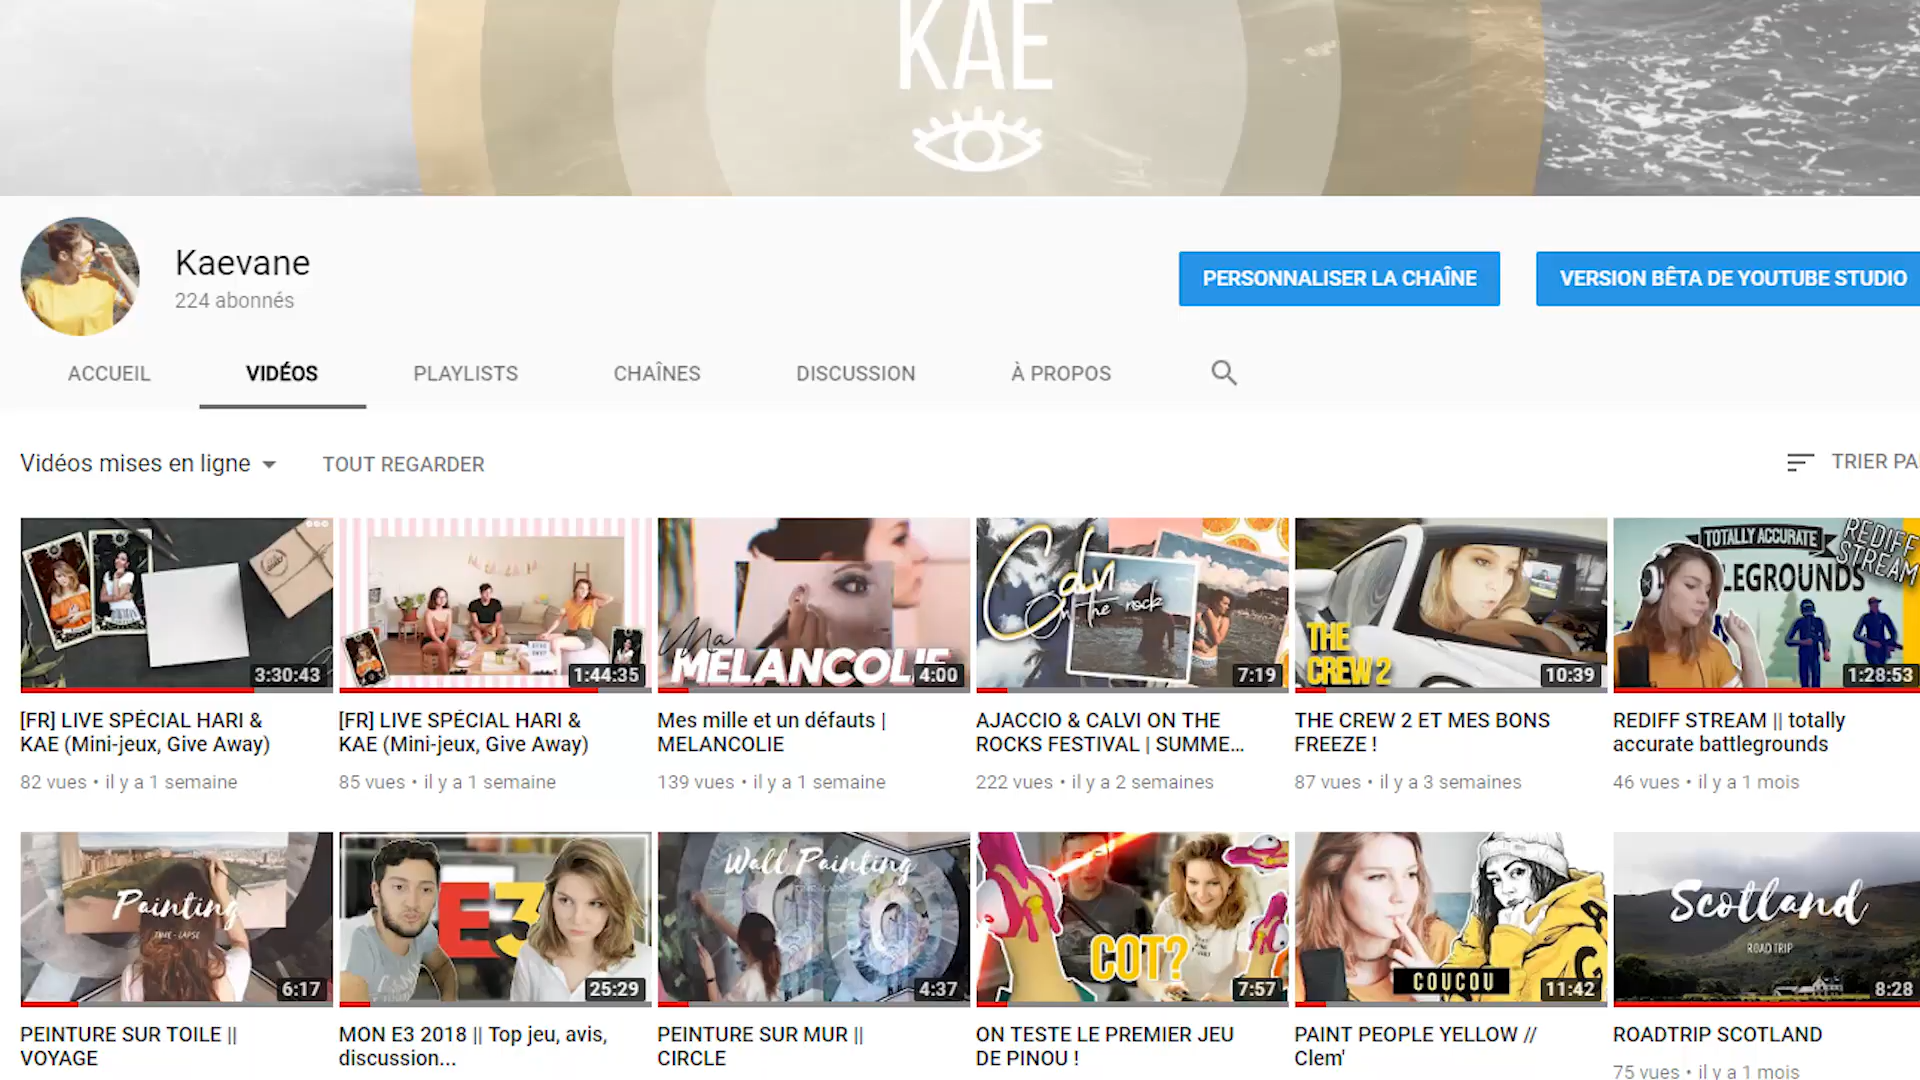 KAE
Kaevane
224 abonnés
PERSONNALISER LA CHAÎNE
VERSION BÊTA DE YOUTUBE STUDIO
ACCUEIL
VIDÉOS
PLAYLISTS
CHAÎNES
DISCUSSION
À PROPOS
Vidéos mises en ligne
TOUT REGARDER
TRIER PA
3:30:43
1:44:35
Ma
MELANCOLIE
4:00
Calvi
On the rock
7:19
THE
CREW 2
10:39
TOTALLY ACCURATE
LEGROUNDS
REDIFF
STREAM
1:28:53
[FR] LIVE SPÉCIAL HARI &
KAE (Mini-jeux, Give Away)
82 vues • il y a 1 semaine
[FR] LIVE SPÉCIAL HARI &
KAE (Mini-jeux, Give Away)
85 vues • il y a 1 semaine
Mes mille et un défauts |
MELANCOLIE
139 vues • il y a 1 semaine
AJACCIO & CALVI ON THE
ROCKS FESTIVAL | SUMME...
222 vues • il y a 2 semaines
THE CREW 2 ET MES BONS
FREEZE !
87 vues • il y a 3 semaines
REDIFF STREAM || totally
accurate battlegrounds
46 vues • il y a 1 mois
Painting
TIME - LAPSE
6:17
E3
25:29
Wall Painting
4:37
COT?
7:57
COUCOU
11:42
Scotland
ROADTRIP
8:28
PEINTURE SUR TOILE ||
VOYAGE
MON E3 2018 || Top jeu, avis,
discussion...
PEINTURE SUR MUR ||
CIRCLE
ON TESTE LE PREMIER JEU
DE PINOU !
PAINT PEOPLE YELLOW //
Clem'
ROADTRIP SCOTLAND
75 vues • il y a 1 mois